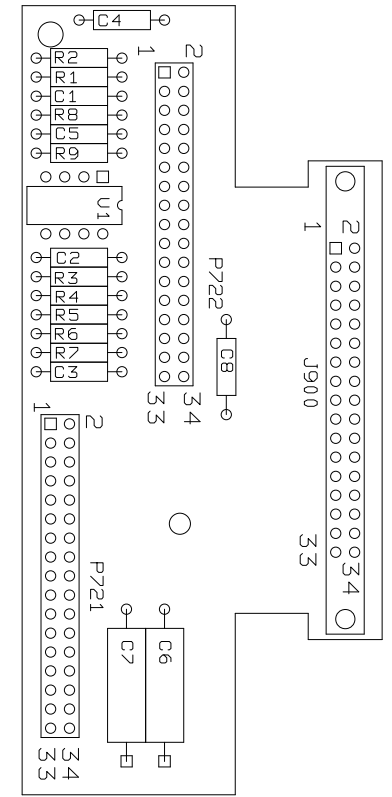 C4
1 2
R2
R1
C1
R8
C5
R9
U1
1 2
C2
R3
R4
R5
R6
R7
C3
P722
C8
J900
33 34
1 2
33
34
P721
C7 C6
33 34